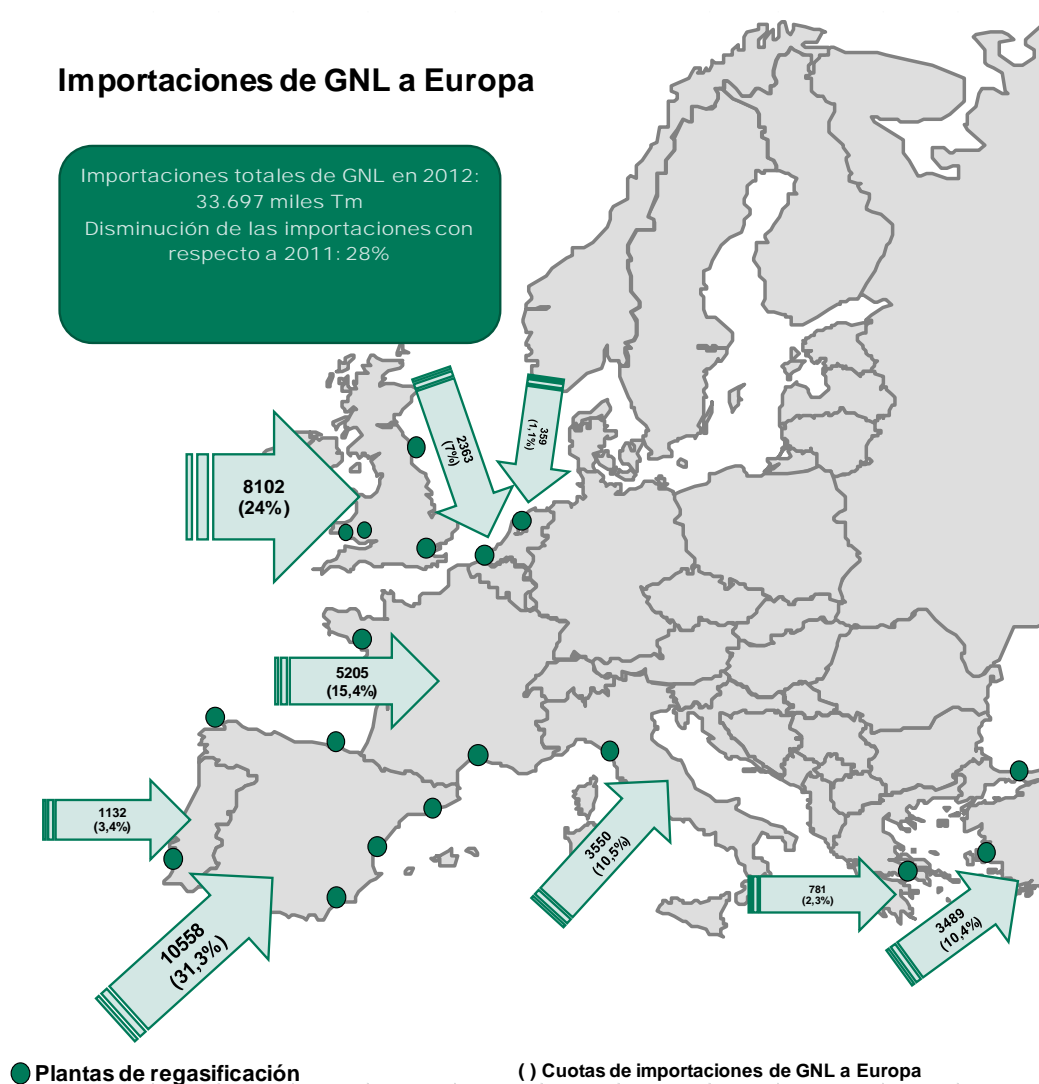 Importaciones de GNL a Europa
Importaciones totales de GNL en 2012:
33.697 miles Tm
Disminución de las importaciones con
respecto a 2011: 28%
2363
(7%)
359
(1,1%)
8102
(24%)
5205
(15,4%)
1132
(3,4%)
3550
(10,5%)
781
(2,3%)
3489
(10,4%)
10558
(31,3%)
Plantas de regasificación
( ) Cuotas de importaciones de GNL a Europa